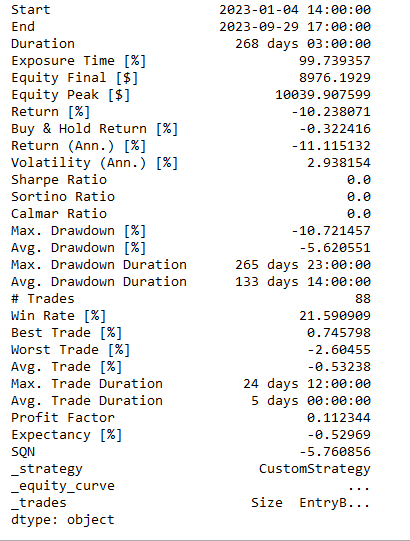 Start 2023-01-04 14:00:00
End 2023-09-29 17:00:00
Duration 268 days 03:00:00
Exposure Time [%] 99.739357
Equity Final [$] 8976.1929
Equity Peak [$] 10039.907599
Return [%] -10.238071
Buy & Hold Return [%] -0.322416
Return (Ann.) [%] -11.115132
Volatility (Ann.) [%] 2.938154
Sharpe Ratio 0.0
Sortino Ratio 0.0
Calmar Ratio 0.0
Max. Drawdown [%] -10.721457
Avg. Drawdown [%] -5.620551
Max. Drawdown Duration 265 days 23:00:00
Avg. Drawdown Duration 133 days 14:00:00
# Trades 88
Win Rate [%] 21.590909
Best Trade [%] 0.745798
Worst Trade [%] -2.60455
Avg. Trade [%] -0.53238
Max. Trade Duration 24 days 12:00:00
Avg. Trade Duration 5 days 00:00:00
Profit Factor 0.112344
Expectancy [%] -0.52969
SQN -5.760856
_strategy CustomStrategy
_equity_curve ...
_trades Size EntryB...
dtype: object